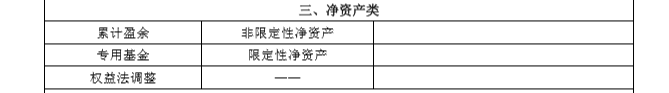 三、净资产类
累计盈余 非限定性净资产
专用基金 限定性净资产
权益法调整 ——